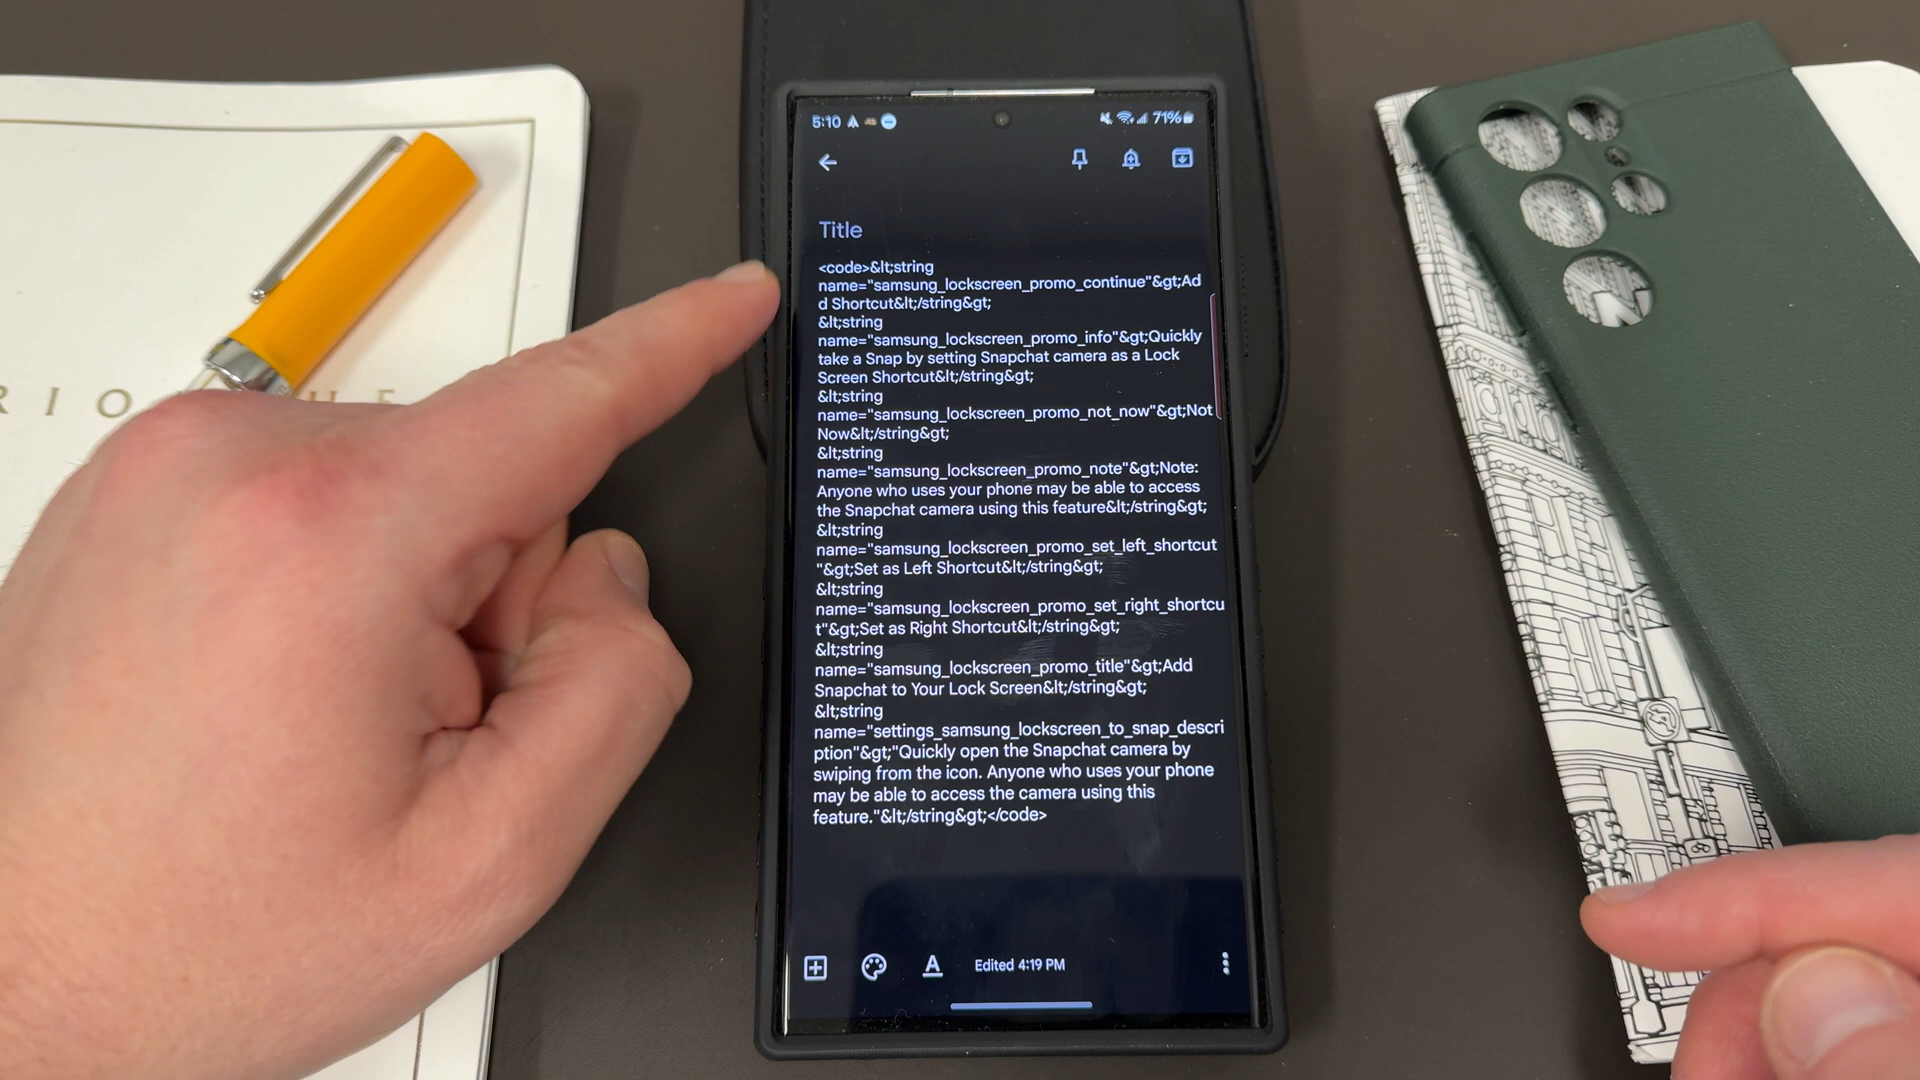 5:10
71%
Title
<code>&lt;string
name="samsung_lockscreen_promo_continue"&gt;Ad
d Shortcut&lt;/string&gt;
&lt;string
name="samsung_lockscreen_promo_info"&gt;Quickly
take a Snap by setting Snapchat camera as a Lock
Screen Shortcut&lt;/string&gt;
&lt;string
name="samsung_lockscreen_promo_not_now"&gt;Not
Now&lt;/string&gt;
&lt;string
name="samsung_lockscreen_promo_note"&gt;Note:
Anyone who uses your phone may be able to access
the Snapchat camera using this feature&lt;/string&gt;
&lt;string
name="samsung_lockscreen_promo_set_left_shortcut
"&gt;Set as Left Shortcut&lt;/string&gt;
&lt;string
name="samsung_lockscreen_promo_set_right_shortcu
t"&gt;Set as Right Shortcut&lt;/string&gt;
&lt;string
name="samsung_lockscreen_promo_title"&gt;Add
Snapchat to Your Lock Screen&lt;/string&gt;
&lt;string
name="settings_samsung_lockscreen_to_snap_descri
ption"&gt;"Quickly open the Snapchat camera by
swiping from the icon. Anyone who uses your phone
may be able to access the camera using this
feature."&lt;/string&gt;</code>
Edited 4:19 PM